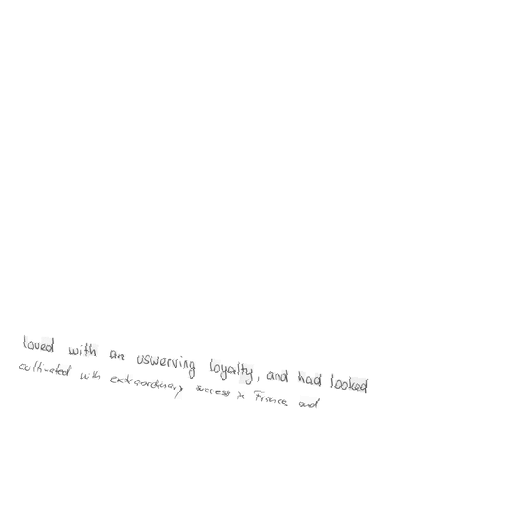 loved with an uswerving loyalty, and had looked
cultivated with extraordinary success in France and